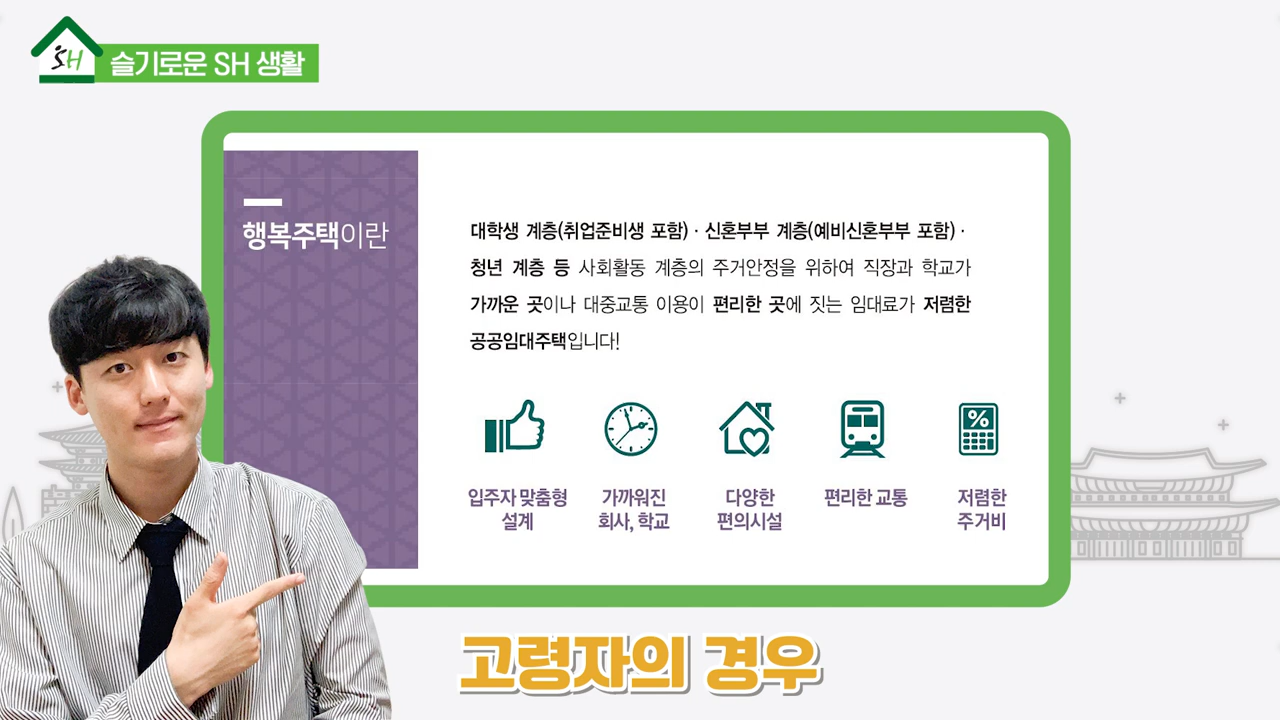 SH 슬기로운 SH 생활
행복주택이란
대학생 계층(취업준비생 포함) · 신혼부부 계층(예비신혼부부 포함) ·
청년 계층 등 사회활동 계층의 주거안정을 위하여 직장과 학교가
가까운 곳이나 대중교통 이용이 편리한 곳에 짓는 임대료가 저렴한
공공임대주택입니다!
%
입주자 맞춤형
설계
가까워진
회사, 학교
다양한
편의시설
편리한 교통
저렴한
주거비
고령자의 경우